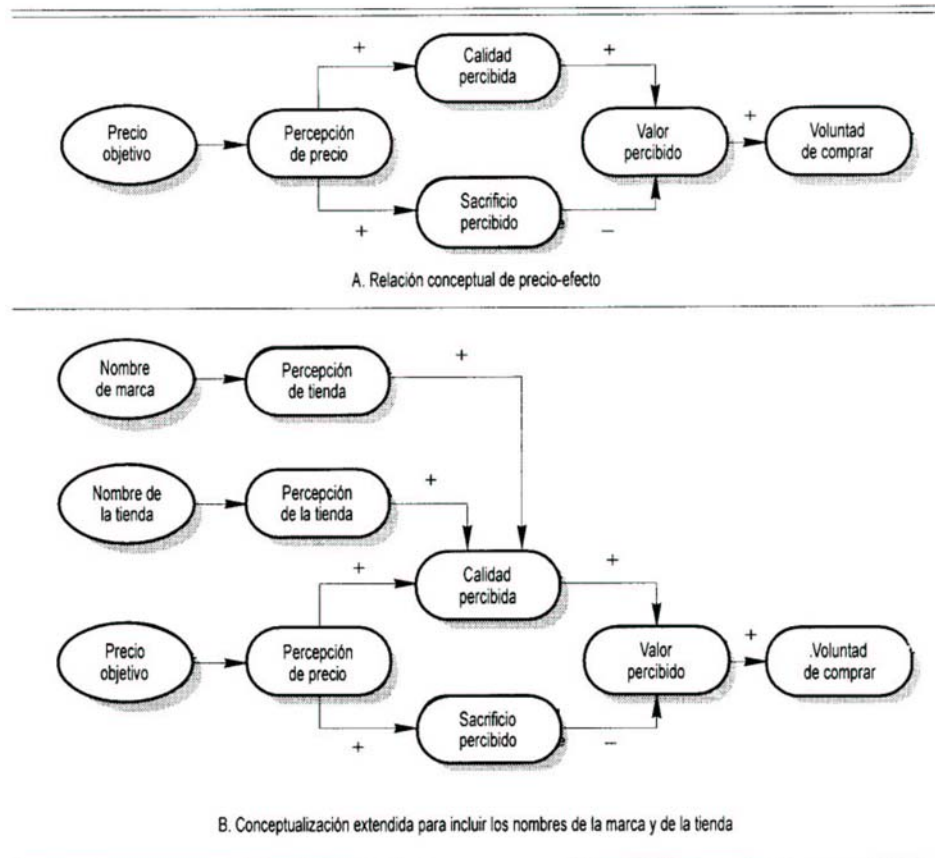 +
Calidad
percibida
+
Precio
objetivo
Percepción
de precio
Valor
percibido
+
Voluntad
de comprar
+
Sacrificio
percibido
–
A. Relación conceptual de precio-efecto
Nombre
de marca
Percepción
de tienda
+
Nombre de
la tienda
Percepción
de la tienda
+
+
Calidad
percibida
+
Precio
objetivo
Percepción
de precio
Valor
percibido
+
.Voluntad
de comprar
+
Sacrificio
percibido
–
B. Conceptualización extendida para incluir los nombres de la marca y de la tienda